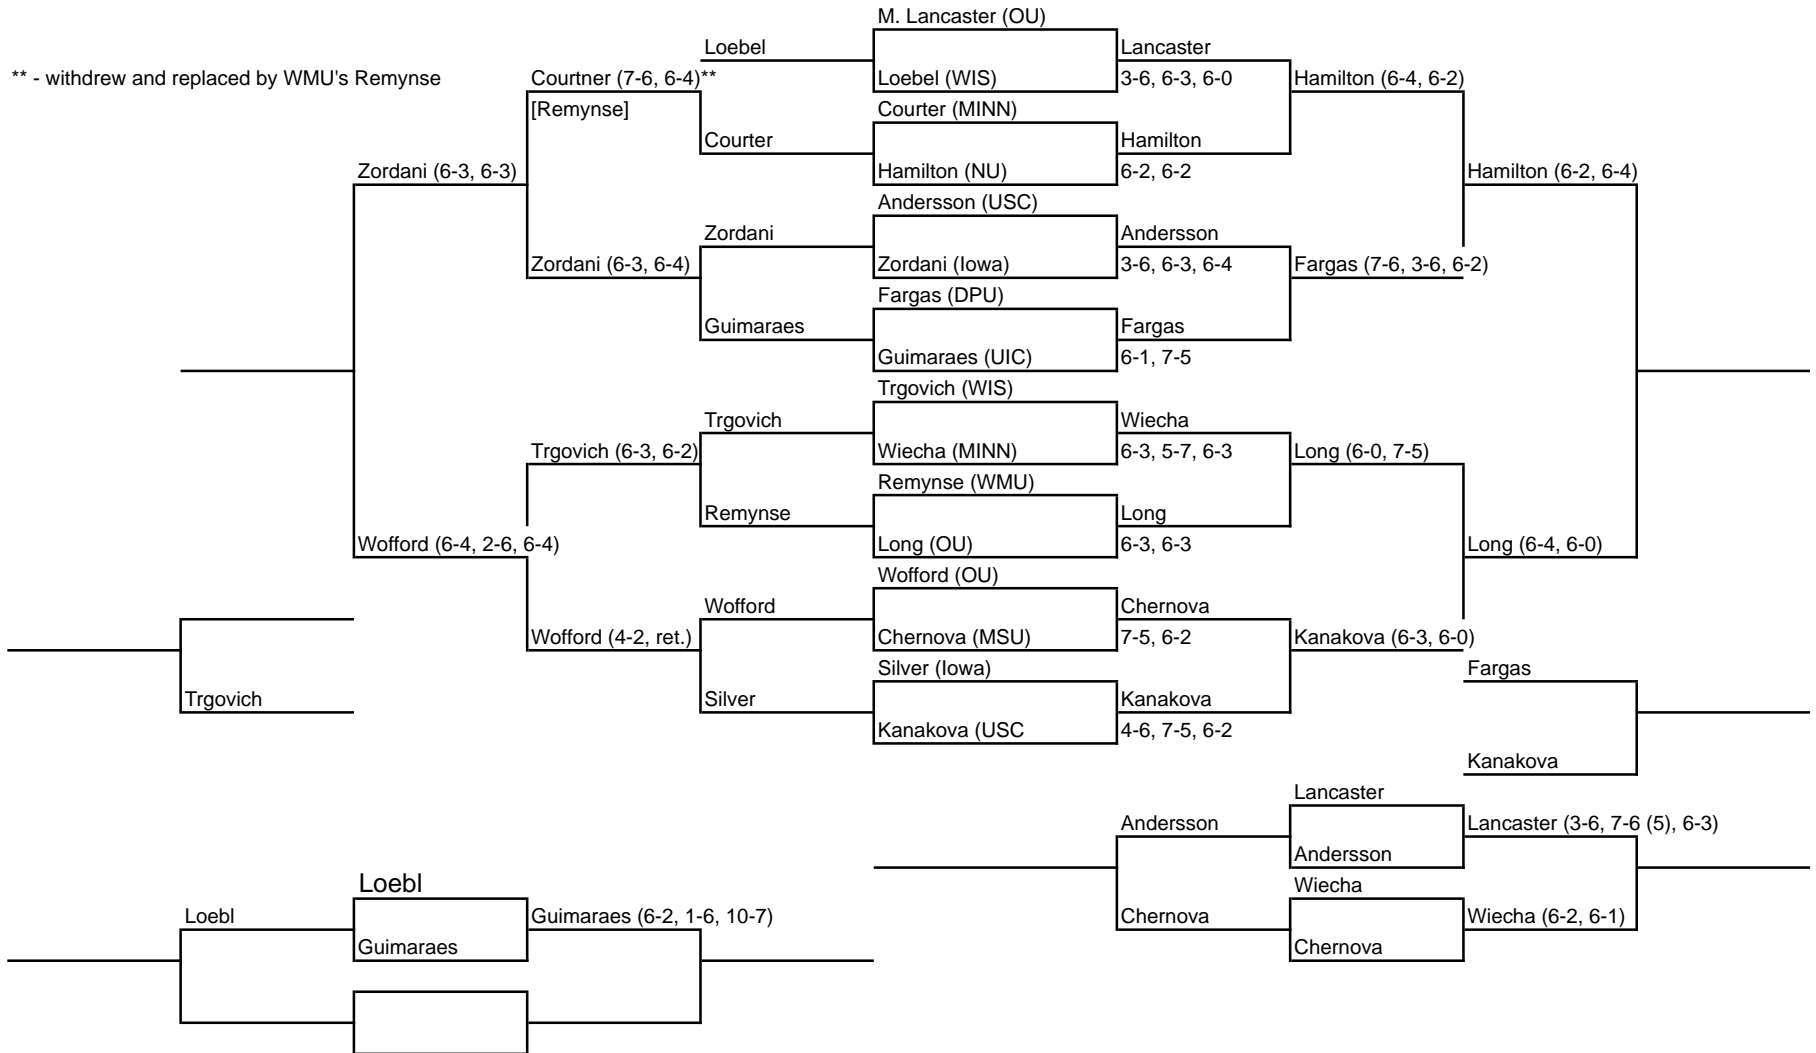 M. Lancaster (OU)
Loebel
Lancaster
** - withdrew and replaced by WMU's Remynse
Courtner (7-6, 6-4)**
Loebel (WIS)
3-6, 6-3, 6-0
Hamilton (6-4, 6-2)
[Remynse]
Courter (MINN)
Courter
Hamilton
Zordani (6-3, 6-3)
Hamilton (NU)
6-2, 6-2
Hamilton (6-2, 6-4)
Andersson (USC)
Zordani
Andersson
Zordani (6-3, 6-4)
Zordani (Iowa)
3-6, 6-3, 6-4
Fargas (7-6, 3-6, 6-2)
Fargas (DPU)
Guimaraes
Fargas
Guimaraes (UIC)
6-1, 7-5
Trgovich (WIS)
Trgovich
Wiecha
Trgovich (6-3, 6-2)
Wiecha (MINN)
6-3, 5-7, 6-3
Long (6-0, 7-5)
Remynse (WMU)
Remynse
Long
Wofford (6-4, 2-6, 6-4)
Long (OU)
6-3, 6-3
Long (6-4, 6-0)
Wofford (OU)
Wofford
Chernova
Wofford (4-2, ret.)
Chernova (MSU)
7-5, 6-2
Kanakova (6-3, 6-0)
Silver (Iowa)
Fargas
Trgovich
Silver
Kanakova
Kanakova (USC
4-6, 7-5, 6-2
Kanakova
Lancaster
Andersson
Lancaster (3-6, 7-6 (5), 6-3)
Andersson
Loebl
Wiecha
Loebl
Guimaraes (6-2, 1-6, 10-7)
Chernova
Wiecha (6-2, 6-1)
Guimaraes
Chernova